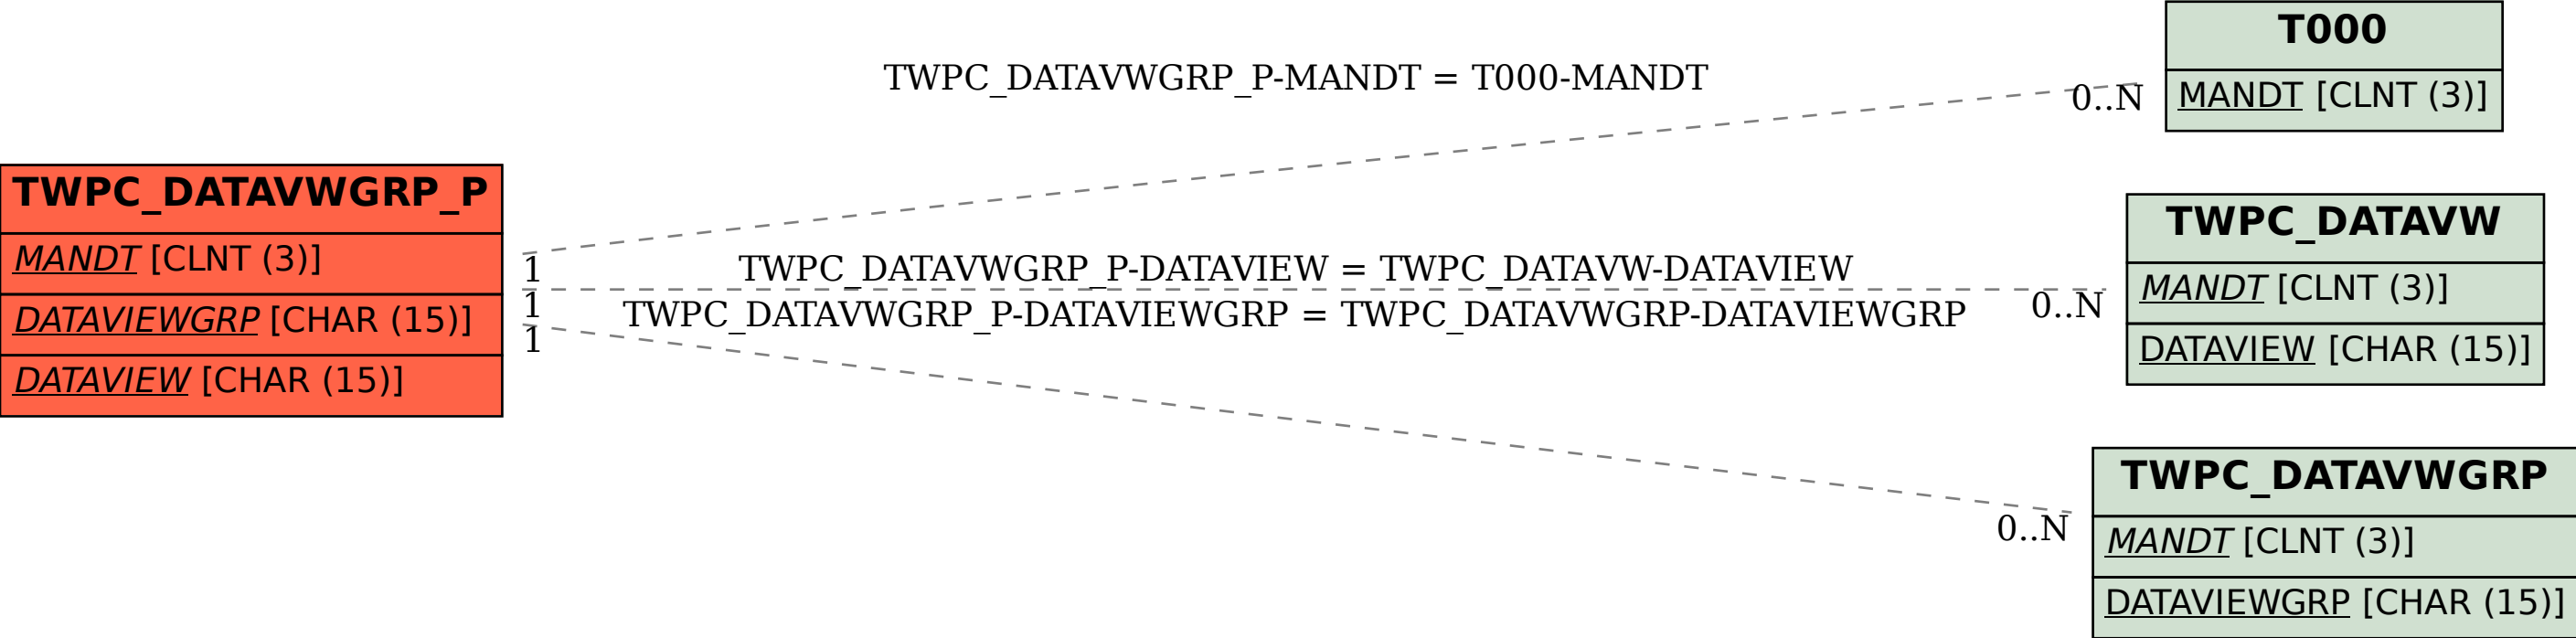 TWPC_DATAVWGRP_P
MANDT [CLNT (3)]
DATAVIEWGRP [CHAR (15)]
DATAVIEW [CHAR (15)]
TWPC_DATAVWGRP_P-MANDT = T000-MANDT
1
0..N
TWPC_DATAVWGRP_P-DATAVIEW = TWPC_DATAVW-DATAVIEW
1
0..N
TWPC_DATAVWGRP_P-DATAVIEWGRP = TWPC_DATAVWGRP-DATAVIEWGRP
1
0..N
T000
MANDT [CLNT (3)]
TWPC_DATAVW
MANDT [CLNT (3)]
DATAVIEW [CHAR (15)]
TWPC_DATAVWGRP
MANDT [CLNT (3)]
DATAVIEWGRP [CHAR (15)]